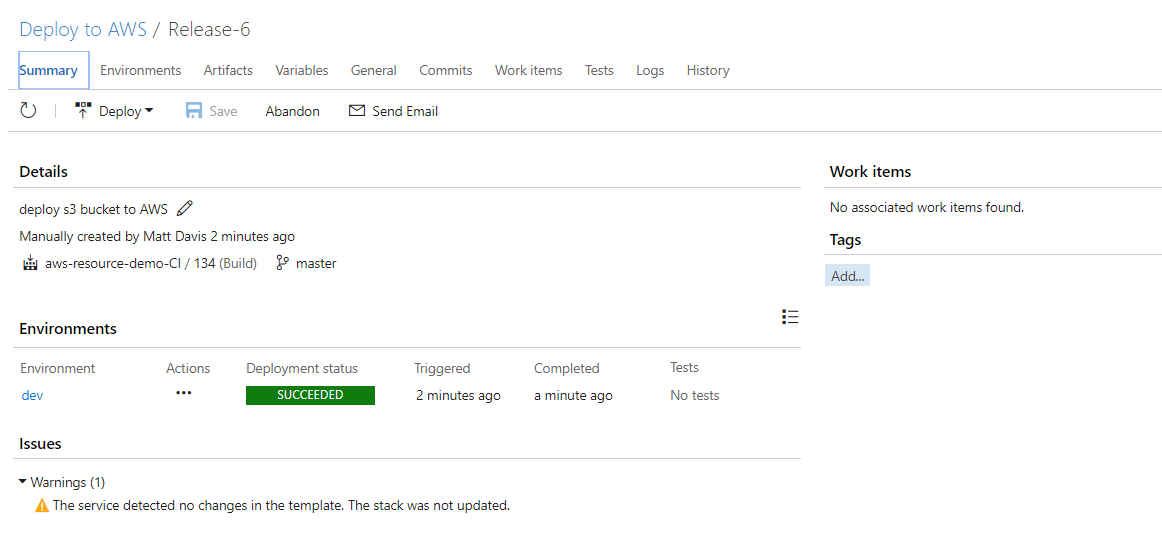 Deploy to AWS / Release-6
Summary Environments Artifacts Variables General Commits Work items Tests Logs History
Deploy Save Abandon Send Email
Details
deploy s3 bucket to AWS
Manually created by Matt Davis 2 minutes ago
aws-resource-demo-CI / 134 (Build) master
Work items
No associated work items found.
Tags
Add...
Environments
Environment Actions Deployment status Triggered Completed Tests
dev ••• SUCCEEDED 2 minutes ago a minute ago No tests
Issues
Warnings (1)
The service detected no changes in the template. The stack was not updated.